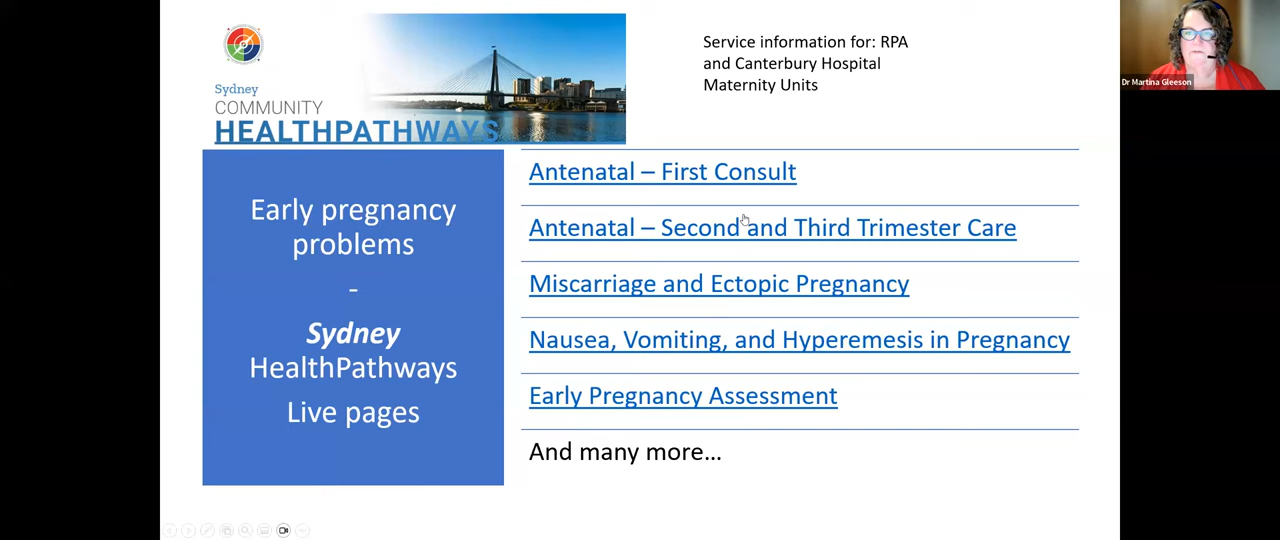 Sydney
COMMUNITY
HEALTHPATHWAYS
Service information for: RPA
and Canterbury Hospital
Maternity Units
Dr Martina Gleeson
Early pregnancy
problems
-
Sydney
HealthPathways
Live pages
Antenatal – First Consult
Antenatal – Second and Third Trimester Care
Miscarriage and Ectopic Pregnancy
Nausea, Vomiting, and Hyperemesis in Pregnancy
Early Pregnancy Assessment
And many more…